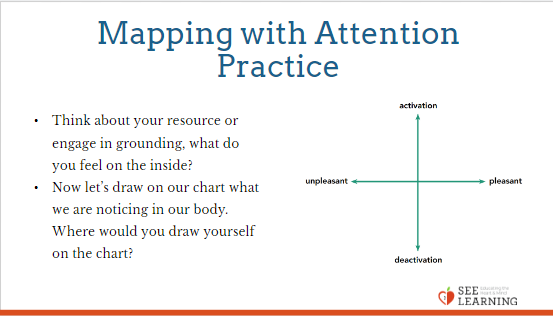 Mapping with Attention
Practice
• Think about your resource or
engage in grounding, what do
you feel on the inside?
• Now let's draw on our chart what
we are noticing in our body.
Where would you draw yourself
on the chart?
activation
unpleasant
pleasant
deactivation
SEE
LEARNING